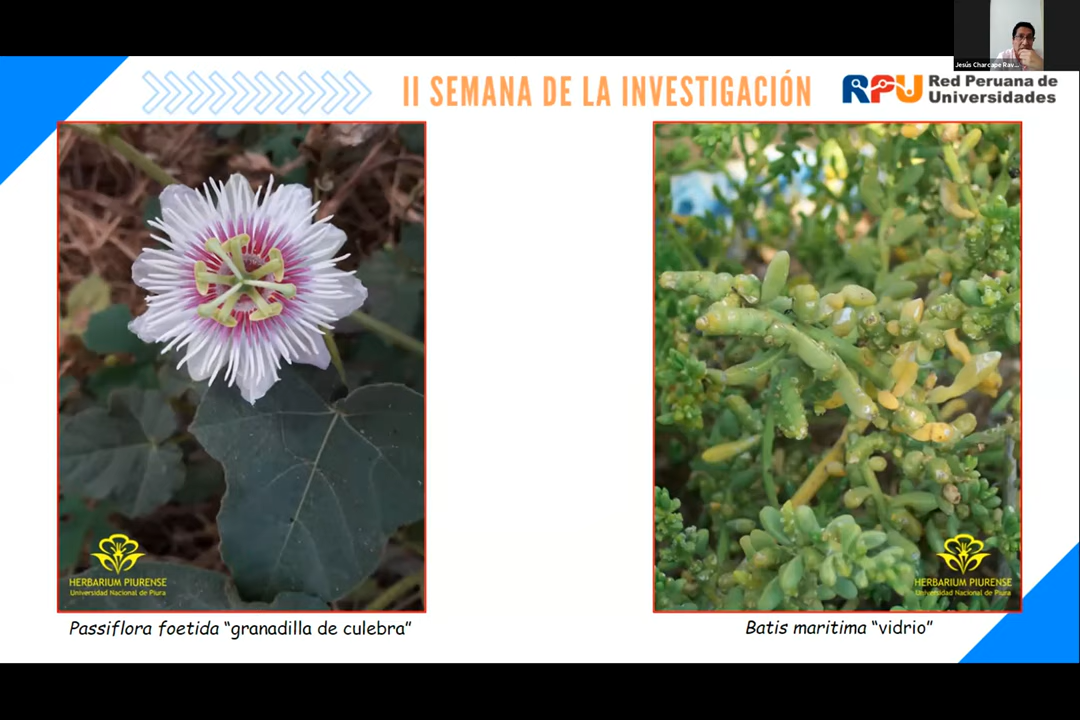 Jesús Charcape Rav...
II SEMANA DE LA INVESTIGACIÓN
RPU Red Peruana de
Universidades
HERBARIUM PIURENSE
Universidad Nacional de Piura
HERBARIUM PIURENSE
Universidad Nacional de Piura
Passiflora foetida “granadilla de culebra”
Batis maritima “vidrio”